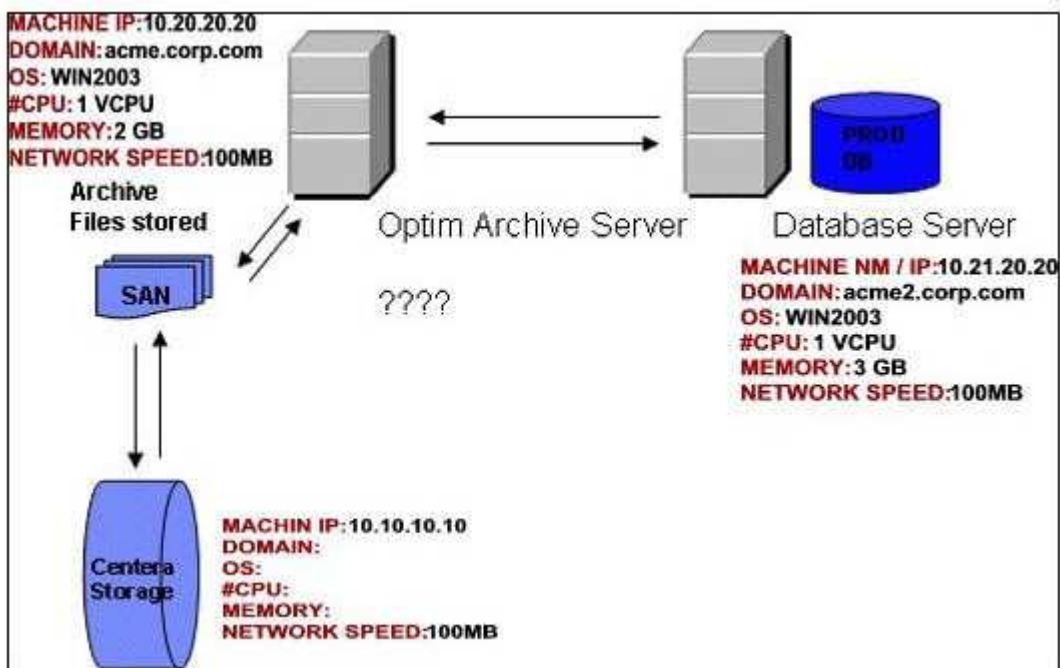 MACHINE IP:10.20.20.20
DOMAIN: acme.corp.com
OS: WIN2003
#CPU: 1 VCPU
MEMORY: 2 GB
NETWORK SPEED:100MB
Archive
Files stored
SAN
Optim Archive Server
????
PROD
DB
Database Server
MACHINE NM / IP:10.21.20.20
DOMAIN: acme2.corp.com
OS: WIN2003
#CPU: 1 VCPU
MEMORY: 3 GB
NETWORK SPEED:100MB
Centera
Storage
MACHIN IP:10.10.10.10
DOMAIN:
OS:
#CPU:
MEMORY:
NETWORK SPEED:100MB